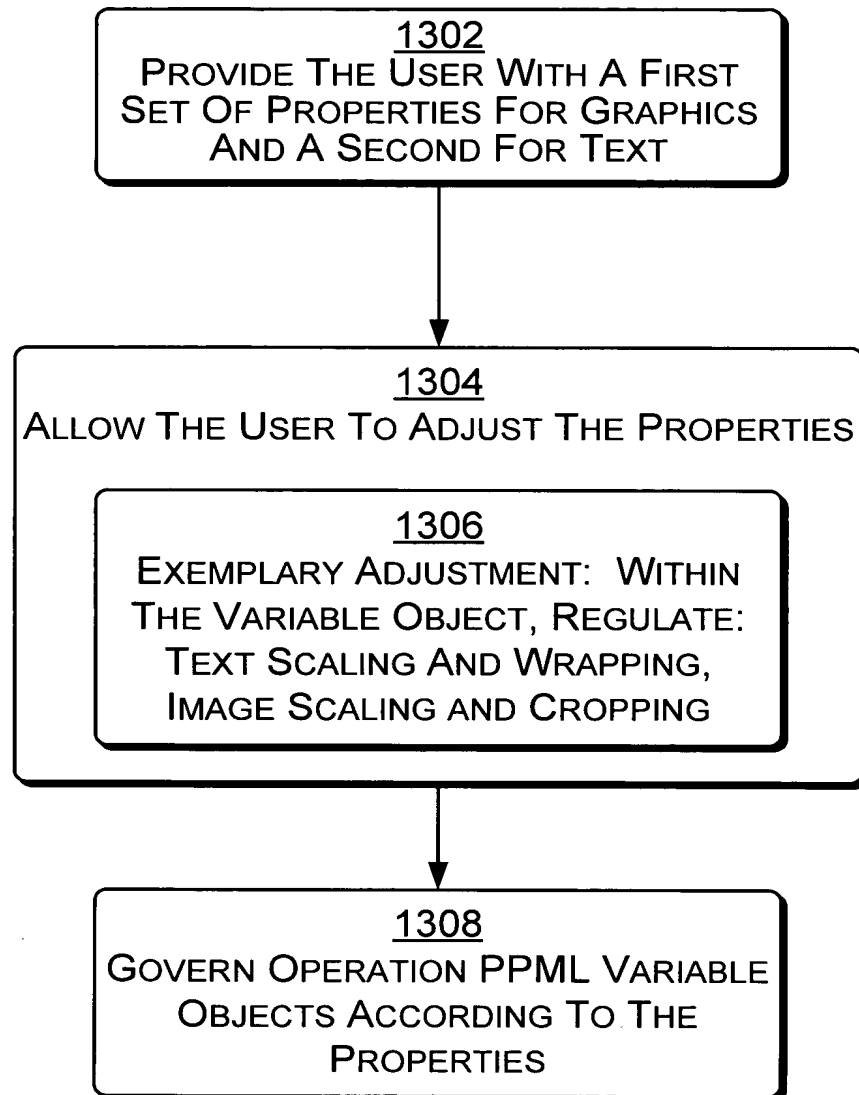 1302
PROVIDE THE USER WITH A FIRST
SET OF PROPERTIES FOR GRAPHICS
AND A SECOND FOR TEXT
1304
ALLOW THE USER TO ADJUST THE PROPERTIES
1306
EXEMPLARY ADJUSTMENT: WITHIN
THE VARIABLE OBJECT, REGULATE:
TEXT SCALING AND WRAPPING,
IMAGE SCALING AND CROPPING
1308
GOVERN OPERATION PPML VARIABLE
OBJECTS ACCORDING TO THE
PROPERTIES